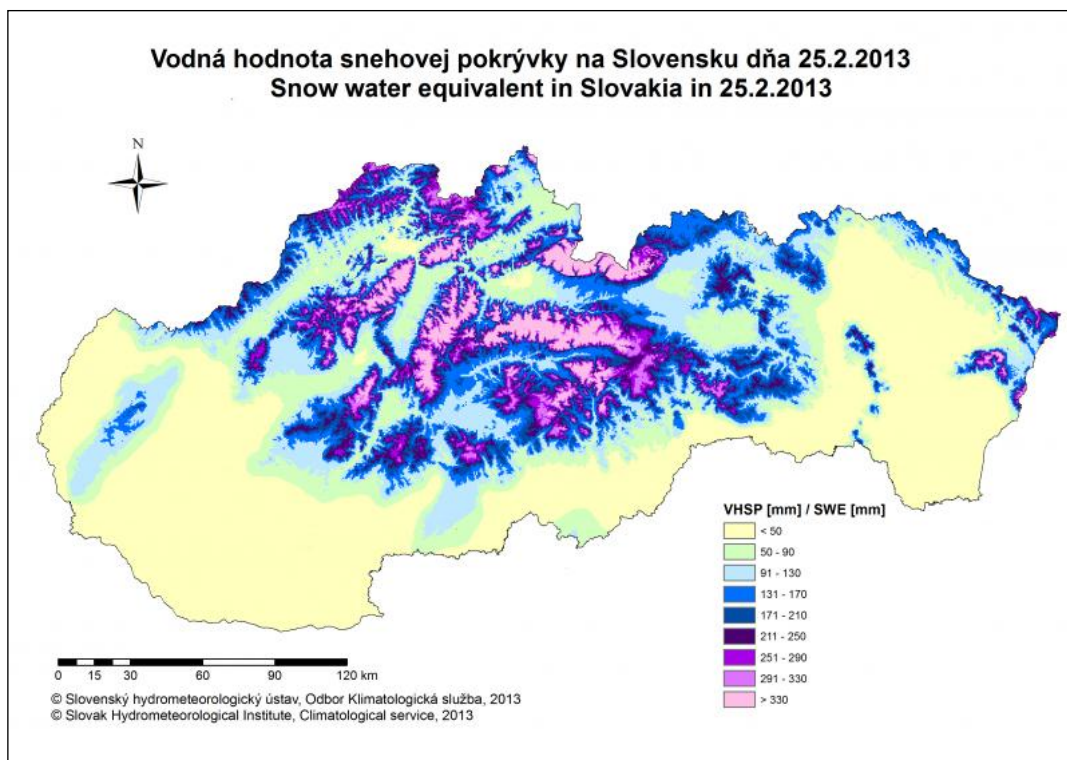 Vodná hodnota snehovej pokrývky na Slovensku dňa 25.2.2013
Snow water equivalent in Slovakia in 25.2.2013
N
VHSP [mm] / SWE [mm]
< 50
50 - 90
91 - 130
131 - 170
171 - 210
211 - 250
251 - 290
291 - 330
> 330
0 15 30 60 90 120 km
© Slovenský hydrometeorologický ústav, Odbor Klimatologická služba, 2013
© Slovak Hydrometeorological Institute, Climatological service, 2013